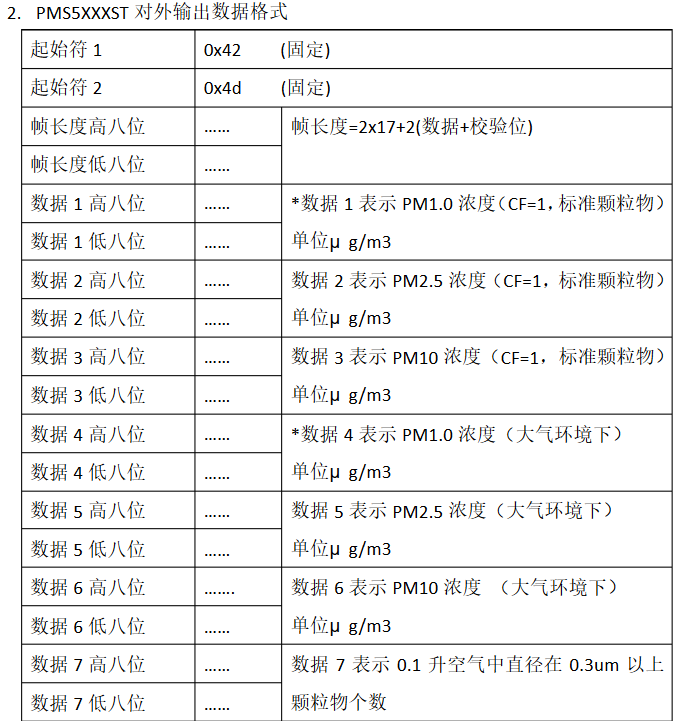 2. PMS5XXXST 对外输出数据格式
起始符 1 0x42 (固定)
起始符 2 0x4d (固定)
帧长度高八位 …… 帧长度=2x17+2(数据+校验位)
帧长度低八位 ……
数据 1 高八位 …… *数据 1 表示 PM1.0 浓度（CF=1，标准颗粒物）
数据 1 低八位 …… 单位μ g/m3
数据 2 高八位 …… 数据 2 表示 PM2.5 浓度（CF=1，标准颗粒物）
数据 2 低八位 …… 单位μ g/m3
数据 3 高八位 …… 数据 3 表示 PM10 浓度（CF=1，标准颗粒物）
数据 3 低八位 …… 单位μ g/m3
数据 4 高八位 …… *数据 4 表示 PM1.0 浓度（大气环境下）
数据 4 低八位 …… 单位μ g/m3
数据 5 高八位 …… 数据 5 表示 PM2.5 浓度（大气环境下）
数据 5 低八位 …… 单位μ g/m3
数据 6 高八位 ……. 数据 6 表示 PM10 浓度 （大气环境下）
数据 6 低八位 …… 单位μ g/m3
数据 7 高八位 …… 数据 7 表示 0.1 升空气中直径在 0.3um 以上
数据 7 低八位 …… 颗粒物个数